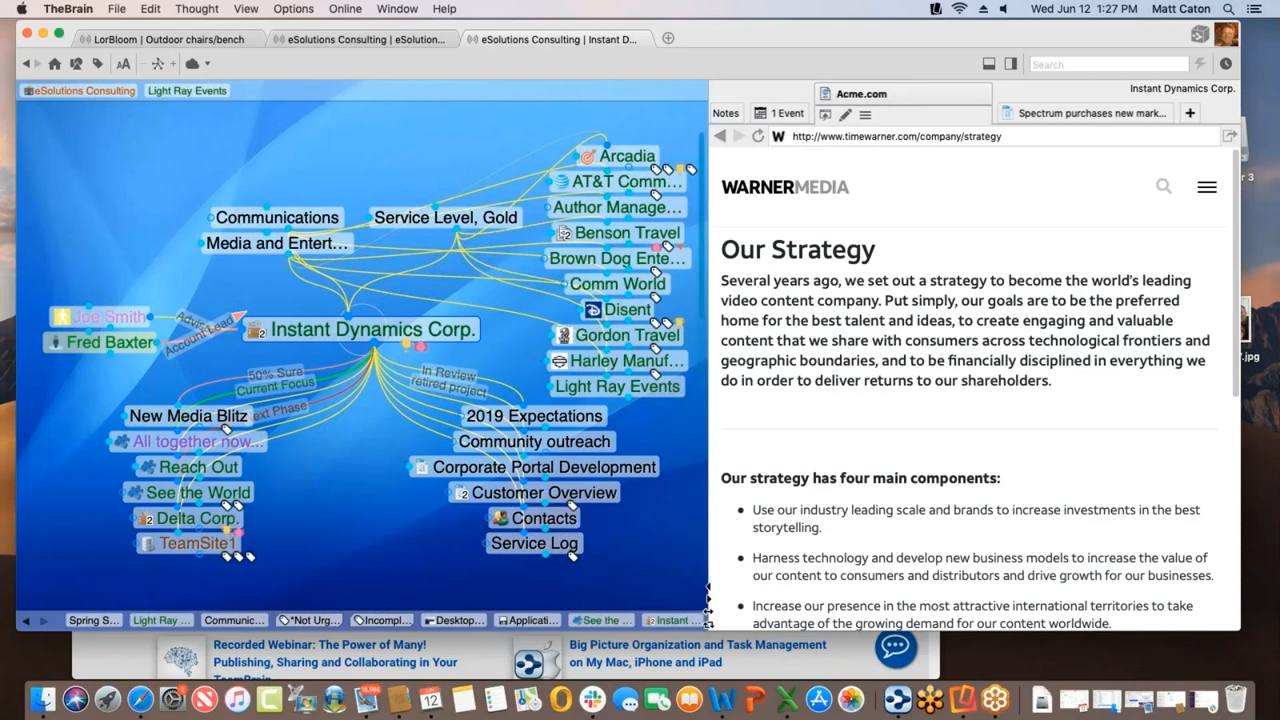 TheBrain File Edit Thought View Options Online Window Help
Wed Jun 12 1:27 PM Matt Caton
LorBloom | Outdoor chairs/bench
eSolutions Consulting | eSolution...
eSolutions Consulting | Instant D...
AA
Search
eSolutions Consulting
Light Ray Events
Instant Dynamics Corp.
Acme.com
Notes
1 Event
Spectrum purchases new mark...
W http://www.timewarner.com/company/strategy
Arcadia
AT&T Comm...
Author Manage...
Benson Travel
Brown Dog Ente...
Comm World
Disent
Gordon Travel
Harley Manuf...
Light Ray Events
Communications
Service Level, Gold
Media and Entert...
Joe Smith
Fred Baxter
Account Lead
2 Instant Dynamics Corp.
50% Sure
Current Focus
ext Phase
In Review
retired project
New Media Blitz
All together now...
Reach Out
See the World
2 Delta Corp.
TeamSite1
2019 Expectations
Community outreach
Corporate Portal Development
2 Customer Overview
Contacts
Service Log
WARNERMEDIA
Our Strategy
Several years ago, we set out a strategy to become the world's leading
video content company. Put simply, our goals are to be the preferred
home for the best talent and ideas, to create engaging and valuable
content that we share with consumers across technological frontiers and
geographic boundaries, and to be financially disciplined in everything we
do in order to deliver returns to our shareholders.
Our strategy has four main components:
● Use our industry leading scale and brands to increase investments in the best
storytelling.
● Harness technology and develop new business models to increase the value of
our content to consumers and distributors and drive growth for our businesses.
● Increase our presence in the most attractive international territories to take
advantage of the growing demand for our content worldwide.
Spring S...
Light Ray ...
Communic...
*Not Urg...
Incompl...
Desktop...
Applicati...
See the ...
Instant ...
Recorded Webinar: The Power of Many!
Publishing, Sharing and Collaborating in Your
Big Picture Organization and Task Management
on My Mac, iPhone and iPad